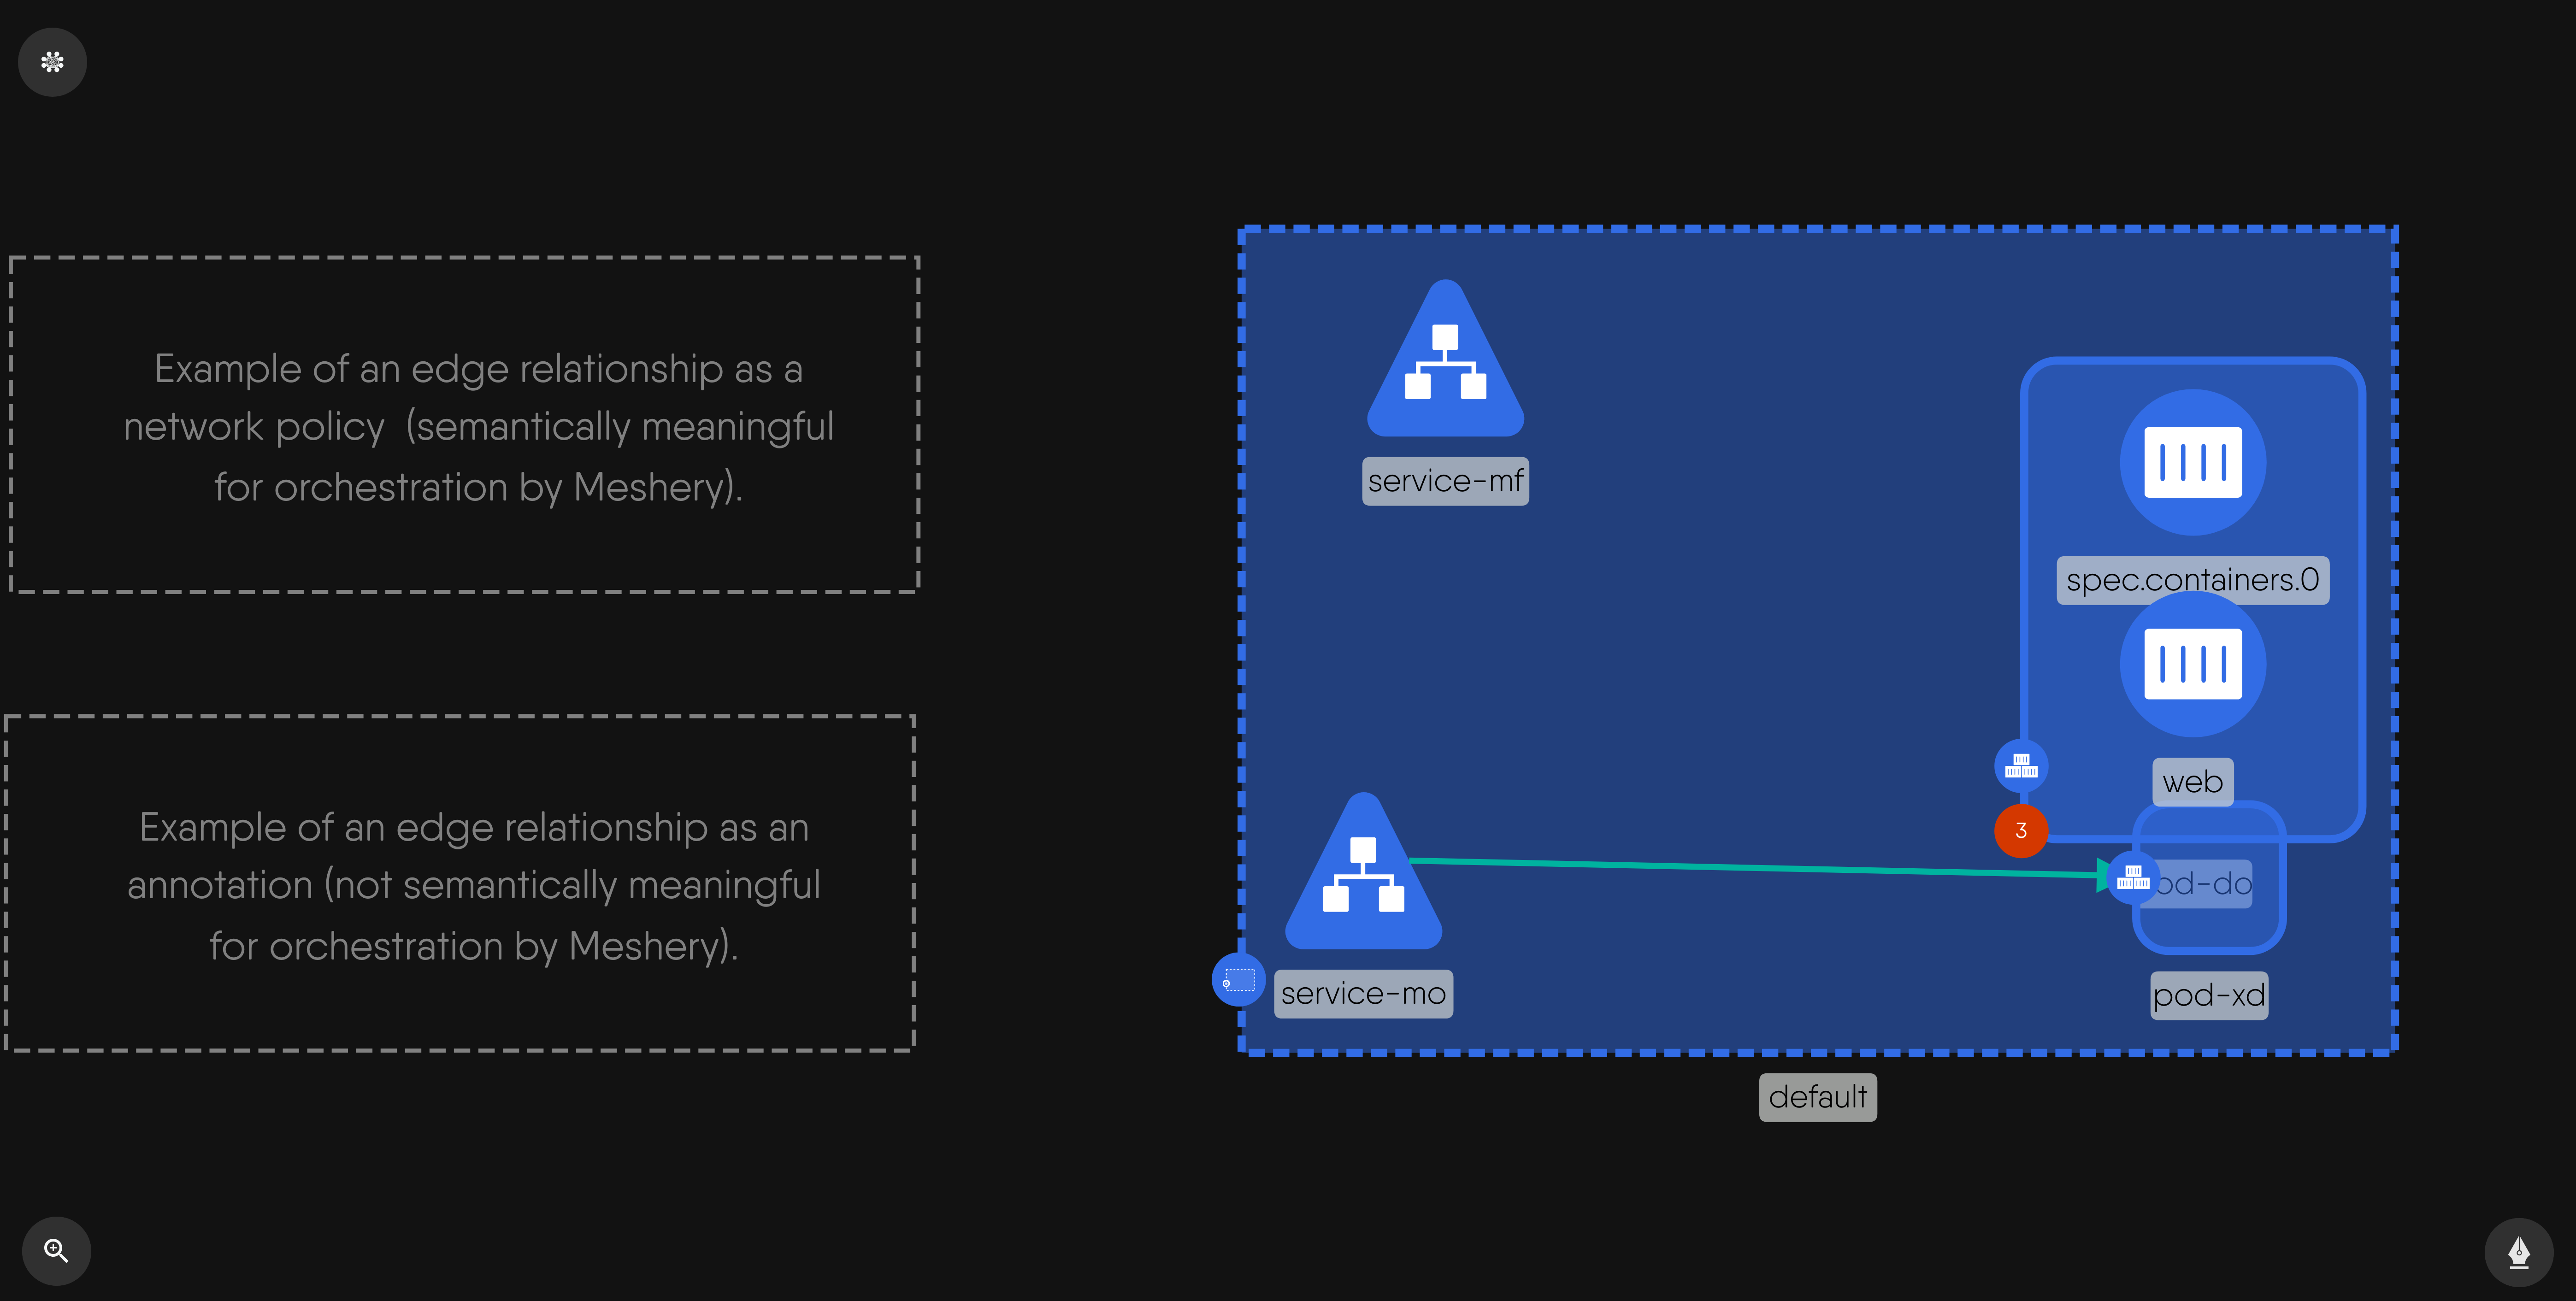 Example of an edge relationship as a
network policy (semantically meaningful
for orchestration by Meshery).
Example of an edge relationship as an
annotation (not semantically meaningful
for orchestration by Meshery).
service-mf
spec.containers.0
web
3
od-do
service-mo
pod-xd
default